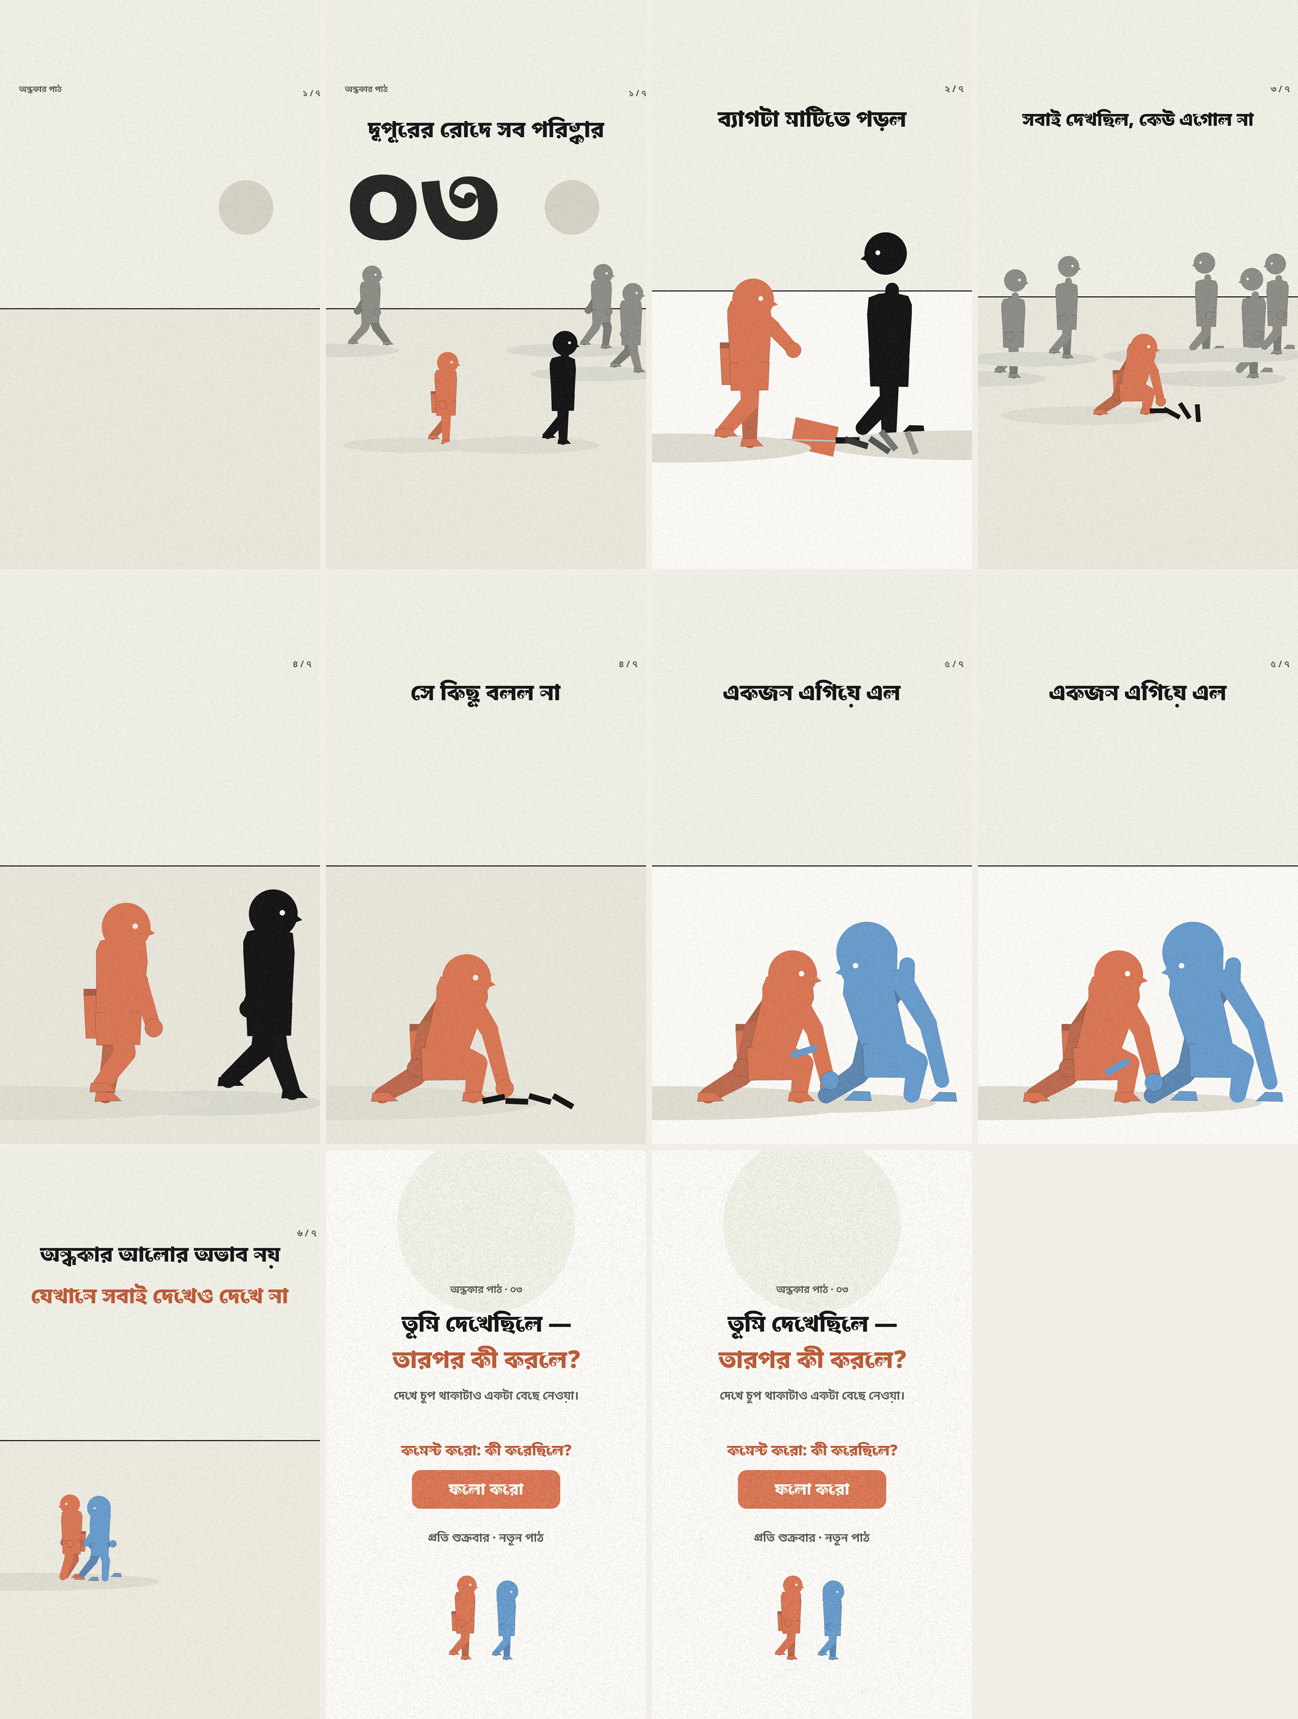 অন্ধকার পাঠ
১ / ৭
অন্ধকার পাঠ
১ / ৭
দুপুরের রোদে সব পরিষ্কার
০৩
২ / ৭
ব্যাগটা মাটিতে পড়ল
৩ / ৭
সবাই দেখছিল, কেউ এগোল না
৪ / ৭
৪ / ৭
সে কিছু বলল না
৫ / ৭
একজন এগিয়ে এল
৫ / ৭
একজন এগিয়ে এল
৬ / ৭
অন্ধকার আলোর অভাব নয়
যেখানে সবাই দেখেও দেখে না
অন্ধকার পাঠ · ০৩
তুমি দেখেছিলে —
তারপর কী করলে?
দেখে চুপ থাকাটাও একটা বেছে নেওয়া।
কমেন্ট করো: কী করেছিলে?
ফলো করো
প্রতি শুক্রবার · নতুন পাঠ
অন্ধকার পাঠ · ০৩
তুমি দেখেছিলে —
তারপর কী করলে?
দেখে চুপ থাকাটাও একটা বেছে নেওয়া।
কমেন্ট করো: কী করেছিলে?
ফলো করো
প্রতি শুক্রবার · নতুন পাঠ